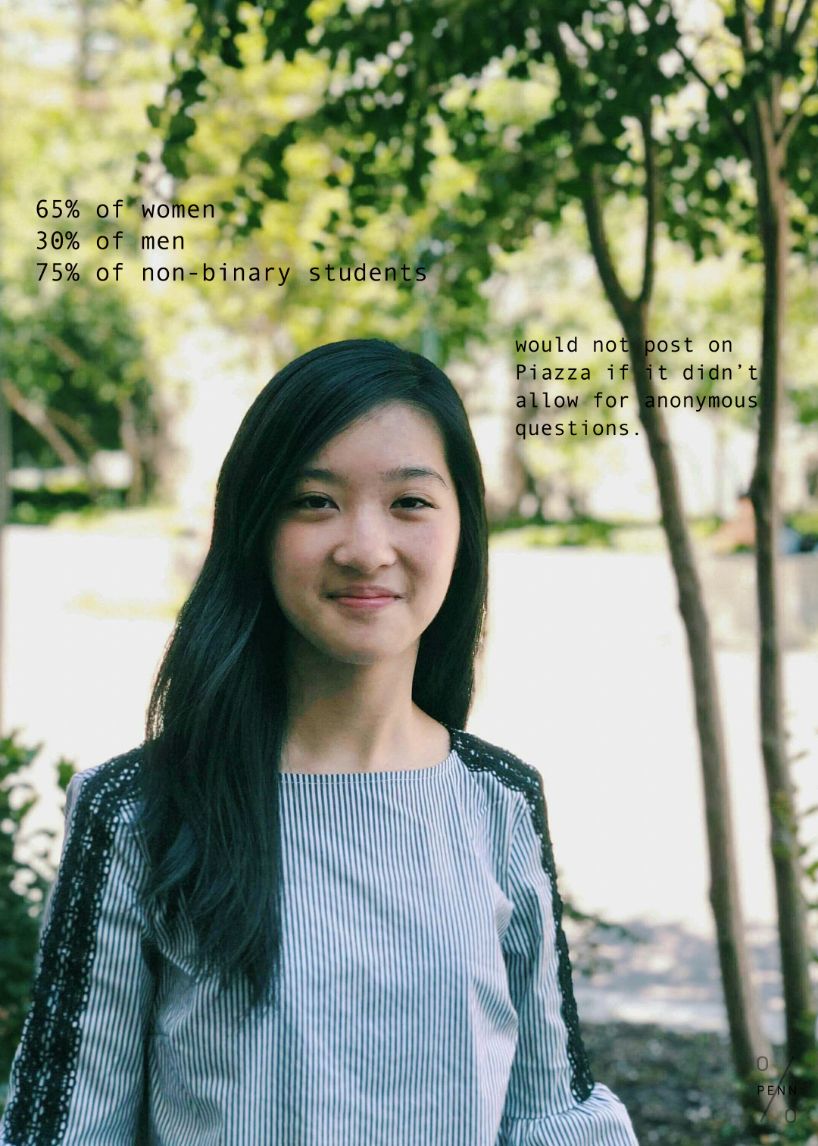 65% of women
30% of men
75% of non-binary students
would not post on
Piazza if it didn’t
allow for anonymous
questions.
PENN